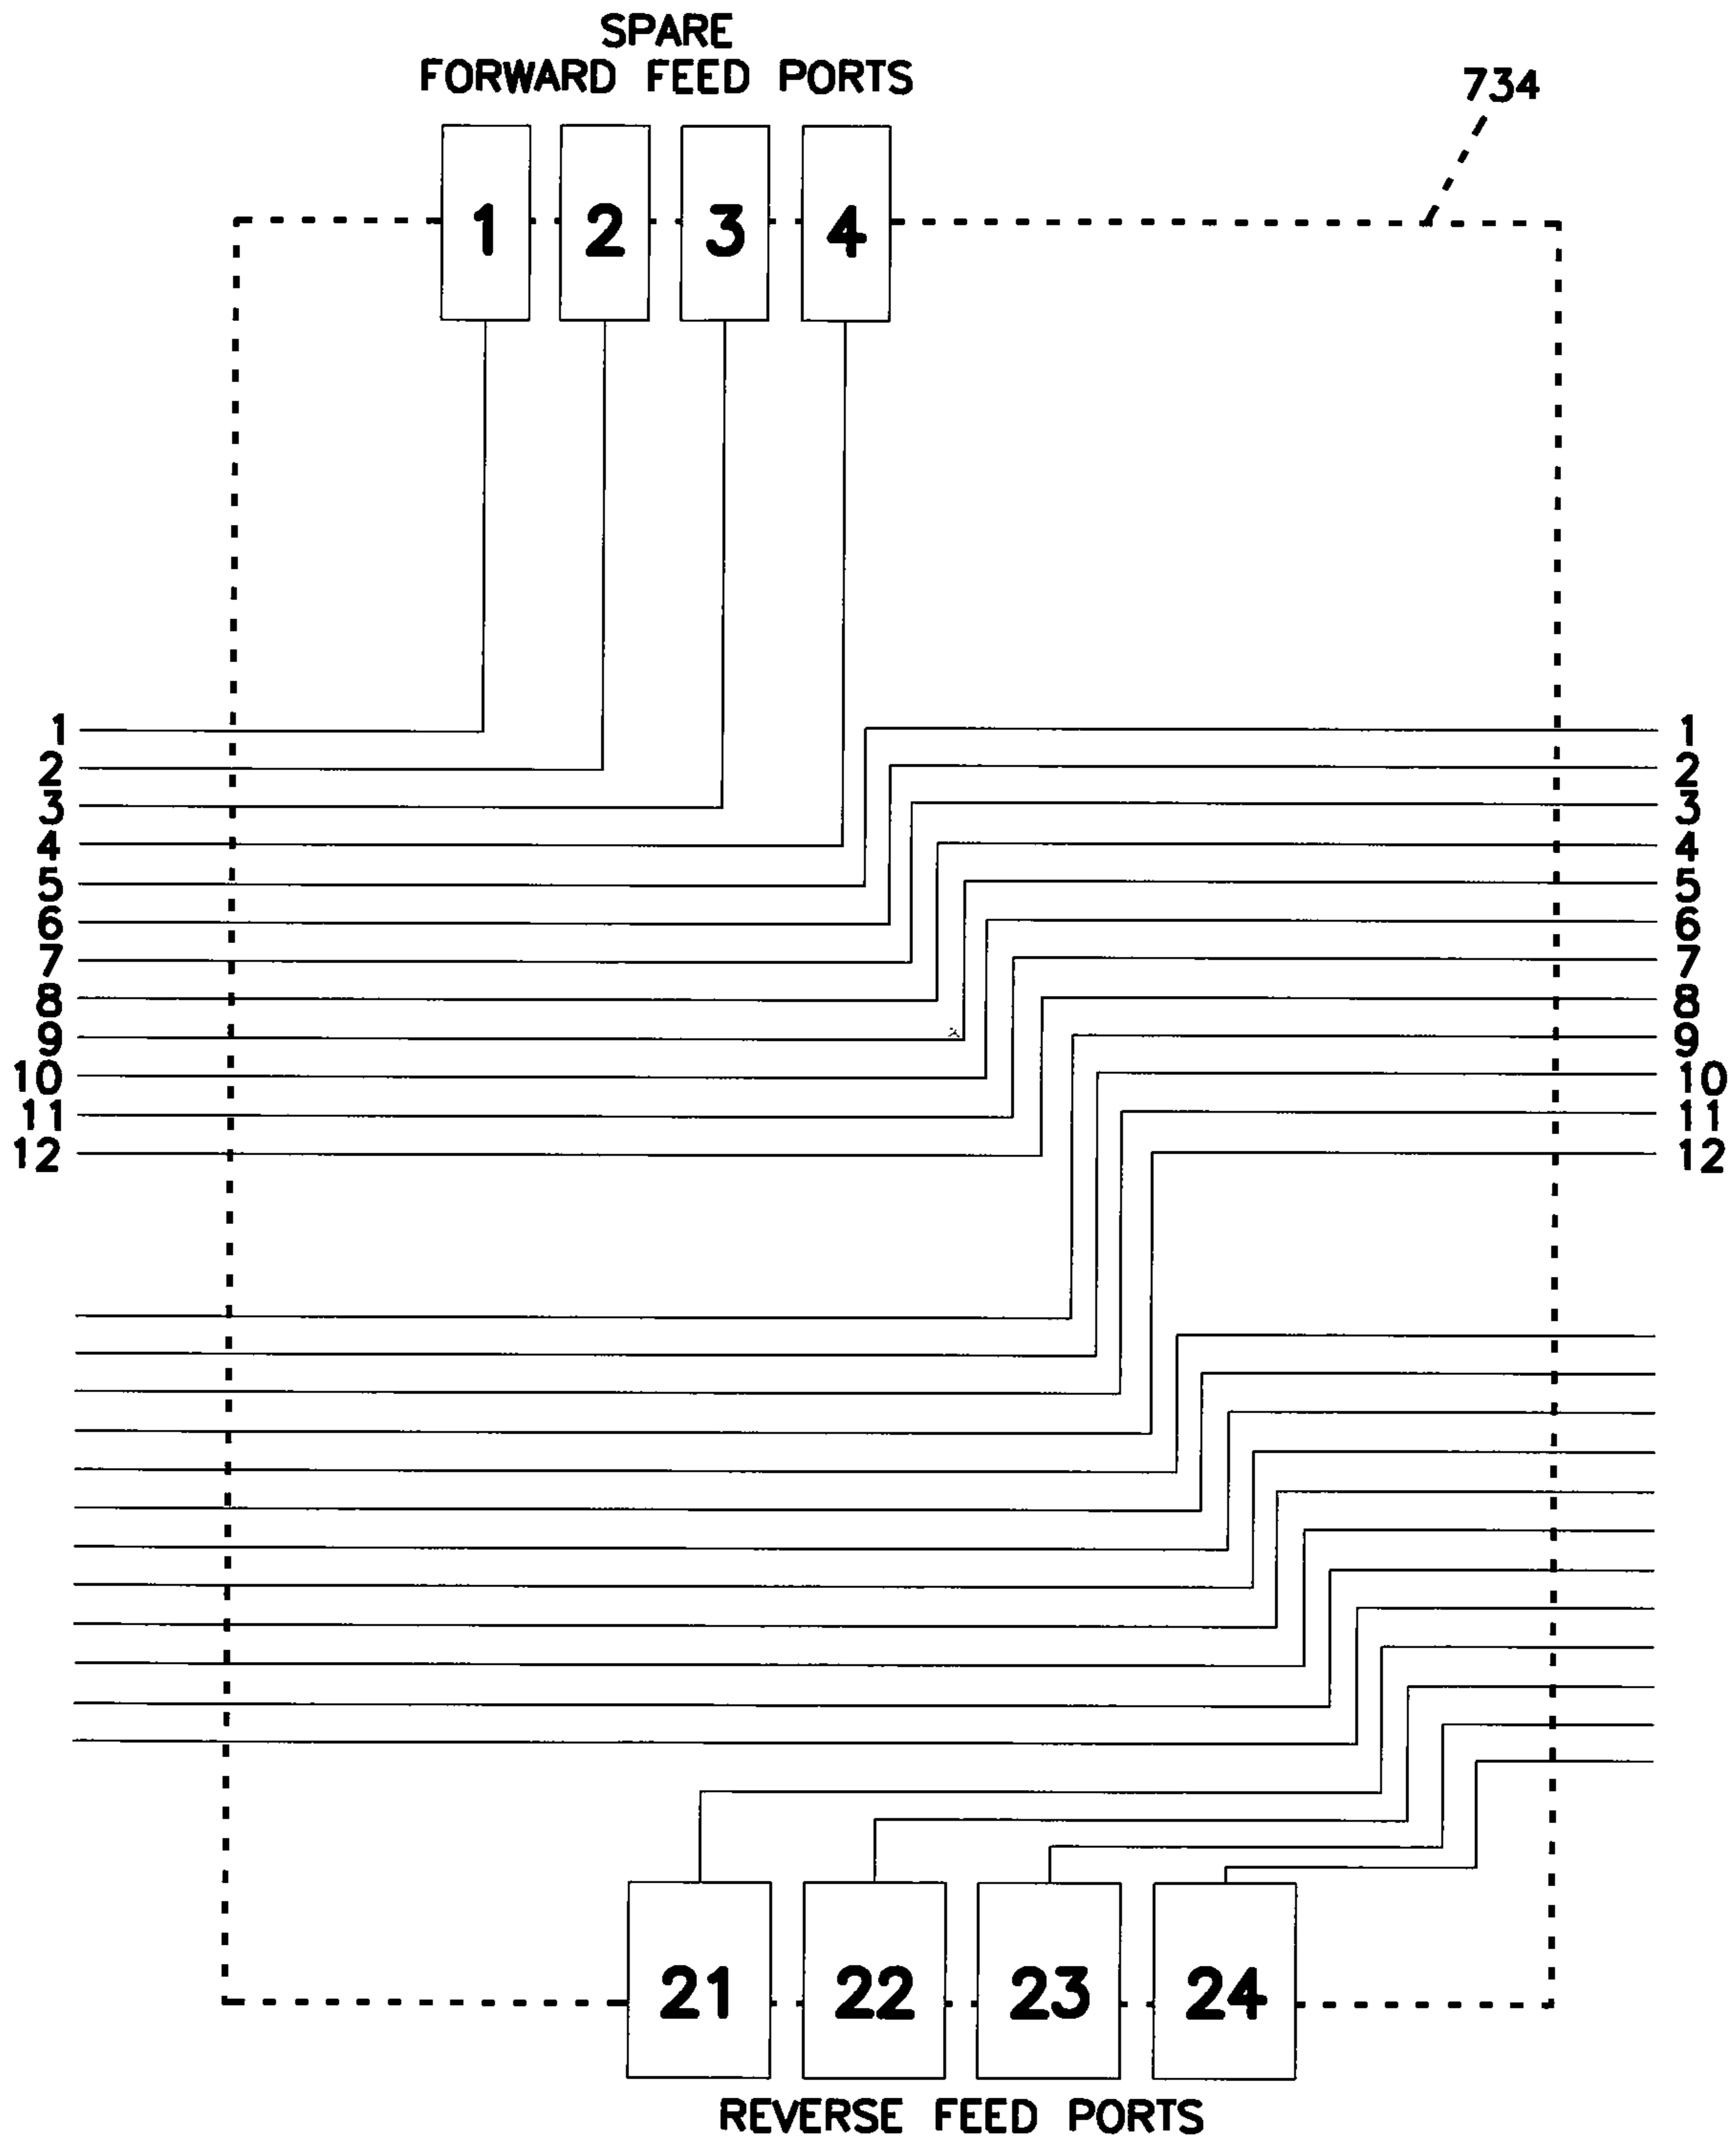 SPARE
FORWARD FEED PORTS
734
1 2 3 4
1 1
2 2
3 3
4 4
5 5
6 6
7 7
8 8
9 9
10 10
11 11
12 12
21 22 23 24
REVERSE FEED PORTS